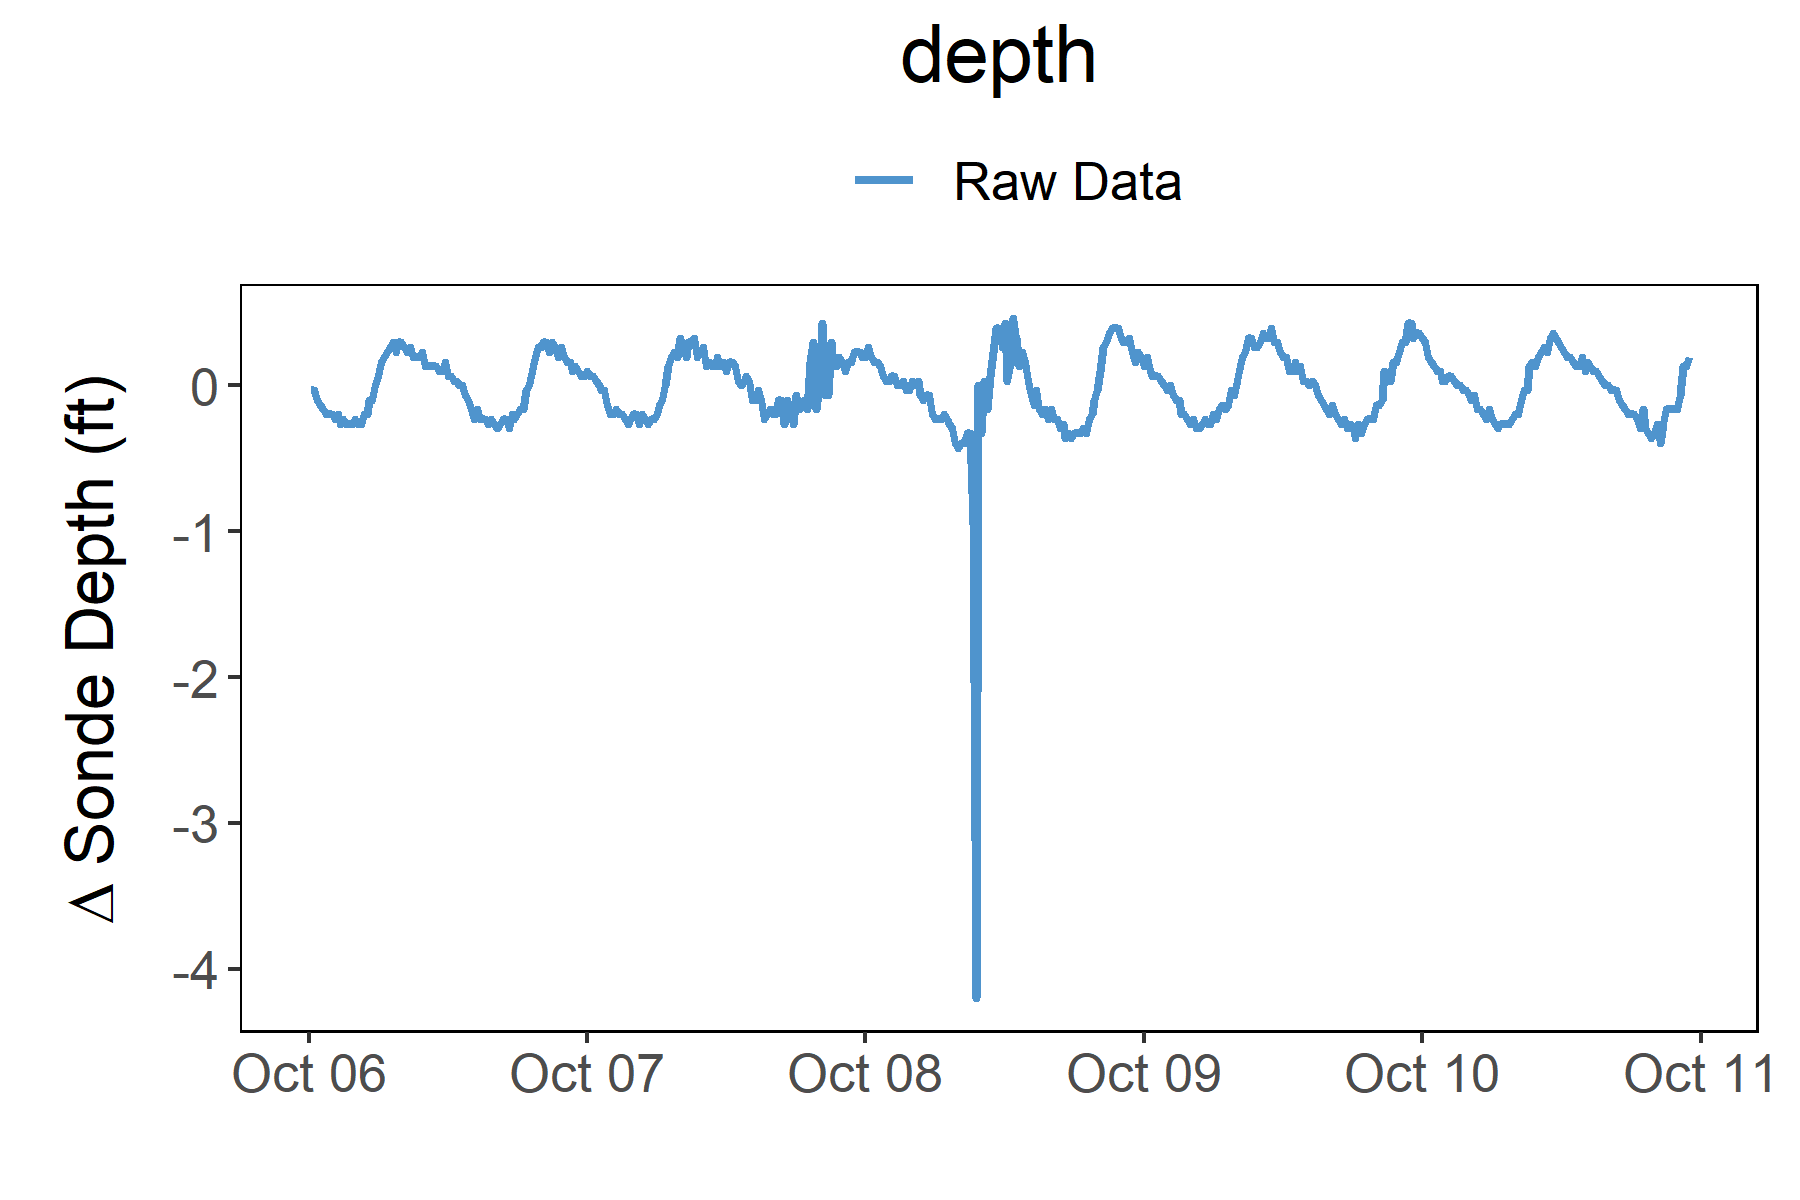 depth
Raw Data
Δ Sonde Depth (ft)
0
-1
-2
-3
-4
Oct 06 Oct 07 Oct 08 Oct 09 Oct 10 Oct 11